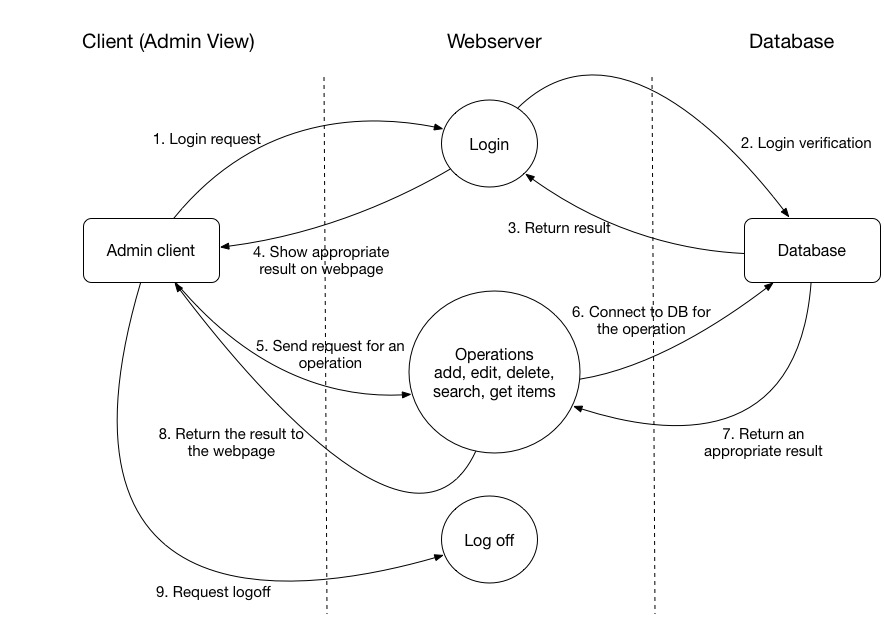 Client (Admin View)
Webserver
Database
1. Login request
Login
2. Login verification
3. Return result
Admin client
4. Show appropriate
result on webpage
Database
5. Send request for an
operation
Operations
add, edit, delete,
search, get items
6. Connect to DB for
the operation
7. Return an
appropriate result
8. Return the result to
the webpage
Log off
9. Request logoff